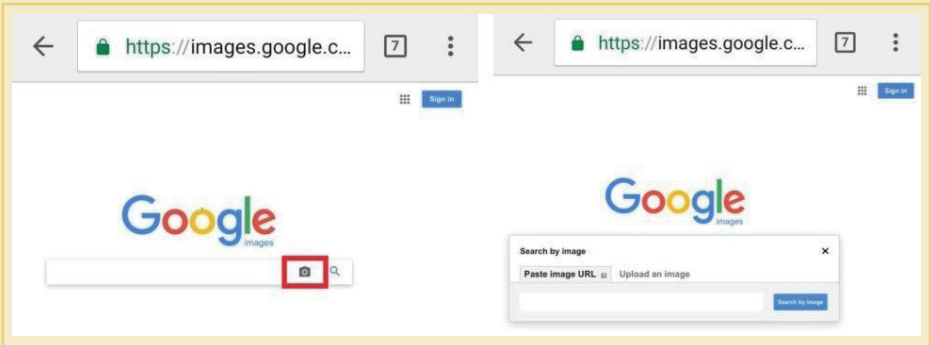 https://images.google.c...
7
Sign in
Google
images
https://images.google.c...
7
Sign in
Google
images
Search by image
Paste image URL
Upload an image
Search by image